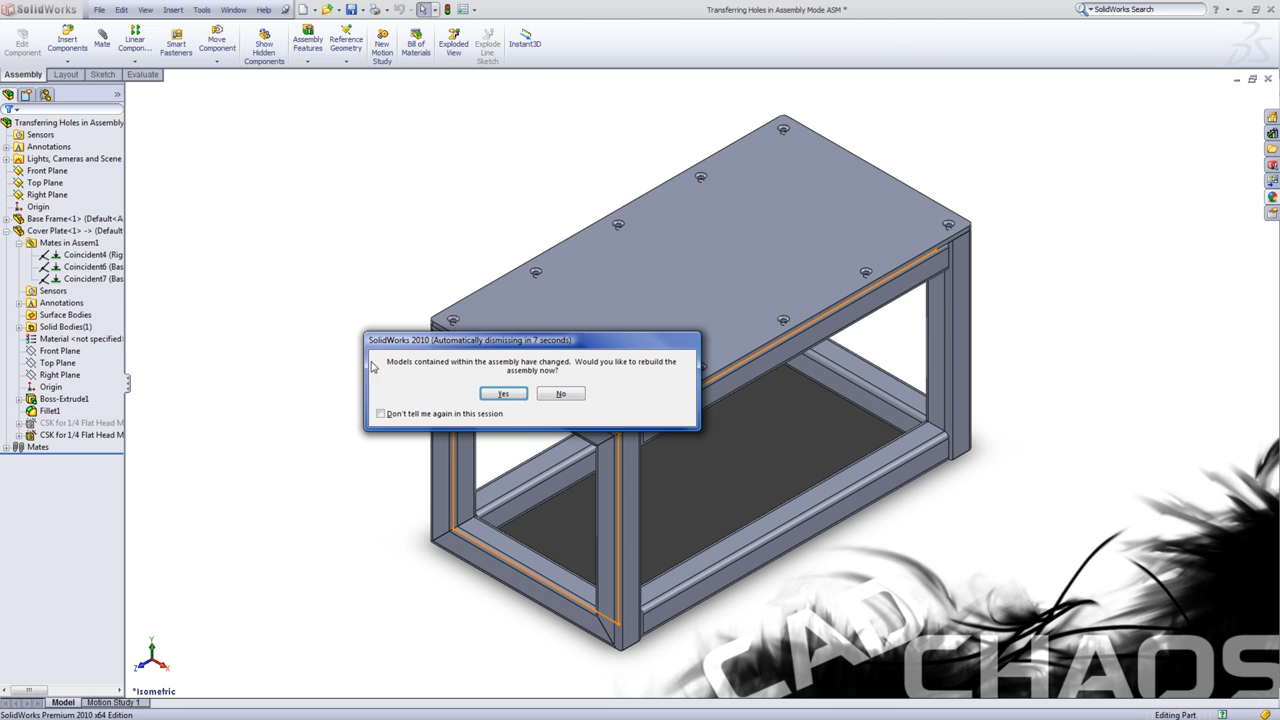 SolidWorks File Edit View Insert Tools Window Help Transferring Holes in Assembly Mode ASM * SolidWorks Search
Edit Component
Insert Components
Mate
Linear Compon...
Smart Fasteners
Move Component
Show Hidden Components
Assembly Features
Reference Geometry
New Motion Study
Bill of Materials
Exploded View
Explode Line Sketch
Instant3D
Assembly Layout Sketch Evaluate
Transferring Holes in Assembly
Sensors
Annotations
Lights, Cameras and Scene
Front Plane
Top Plane
Right Plane
Origin
Base Frame<1> (Default<A
Cover Plate<1> -> (Default
Mates in Assem1
Coincident4 (Rig
Coincident6 (Bas
Coincident7 (Bas
Sensors
Annotations
Surface Bodies
Solid Bodies(1)
Material <not specified>
Front Plane
Top Plane
Right Plane
Origin
Boss-Extrude1
Fillet1
CSK for 1/4 Flat Head M
CSK for 1/4 Flat Head M
Mates
SolidWorks 2010 (Automatically dismissing in 7 seconds)
Models contained within the assembly have changed. Would you like to rebuild the
assembly now?
Yes No
Don't tell me again in this session
Y
Z X
*Isometric
CAD CHAOS
Model Motion Study 1
SolidWorks Premium 2010 x64 Edition Editing Part